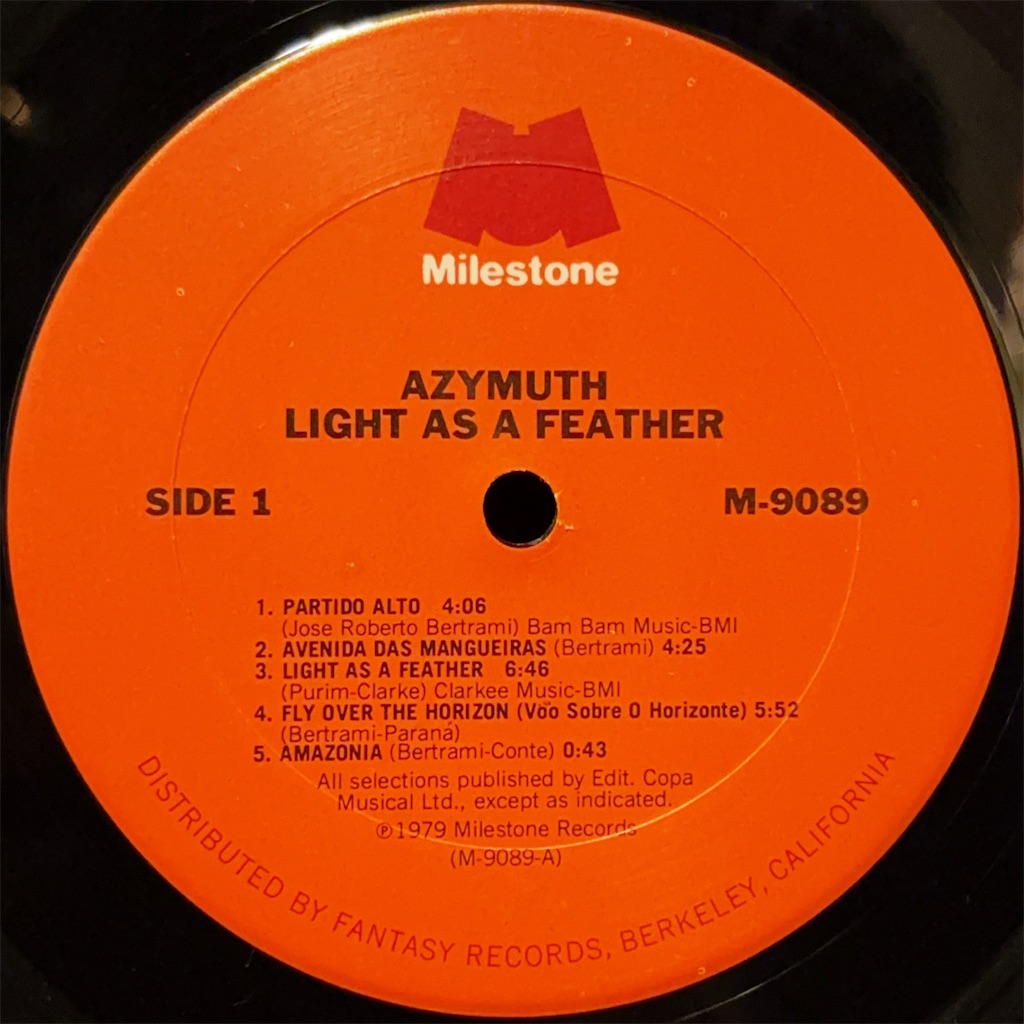 Milestone
AZYMUTH
LIGHT AS A FEATHER
SIDE 1
M-9089
1. PARTIDO ALTO 4:06
(Jose Roberto Bertrami) Bam Bam Music-BMI
2. AVENIDA DAS MANGUEIRAS (Bertrami) 4:25
3. LIGHT AS A FEATHER 6:46
(Purim-Clarke) Clarkee Music-BMI
4. FLY OVER THE HORIZON (Vöo Sobre O Horizonte) 5:52
(Bertrami-Paraná)
5. AMAZONIA (Bertrami-Conte) 0:43
All selections published by Edit. Copa
Musical Ltd., except as indicated.
℗ 1979 Milestone Records
(M-9089-A)
DISTRIBUTED BY FANTASY RECORDS, BERKELEY, CALIFORNIA